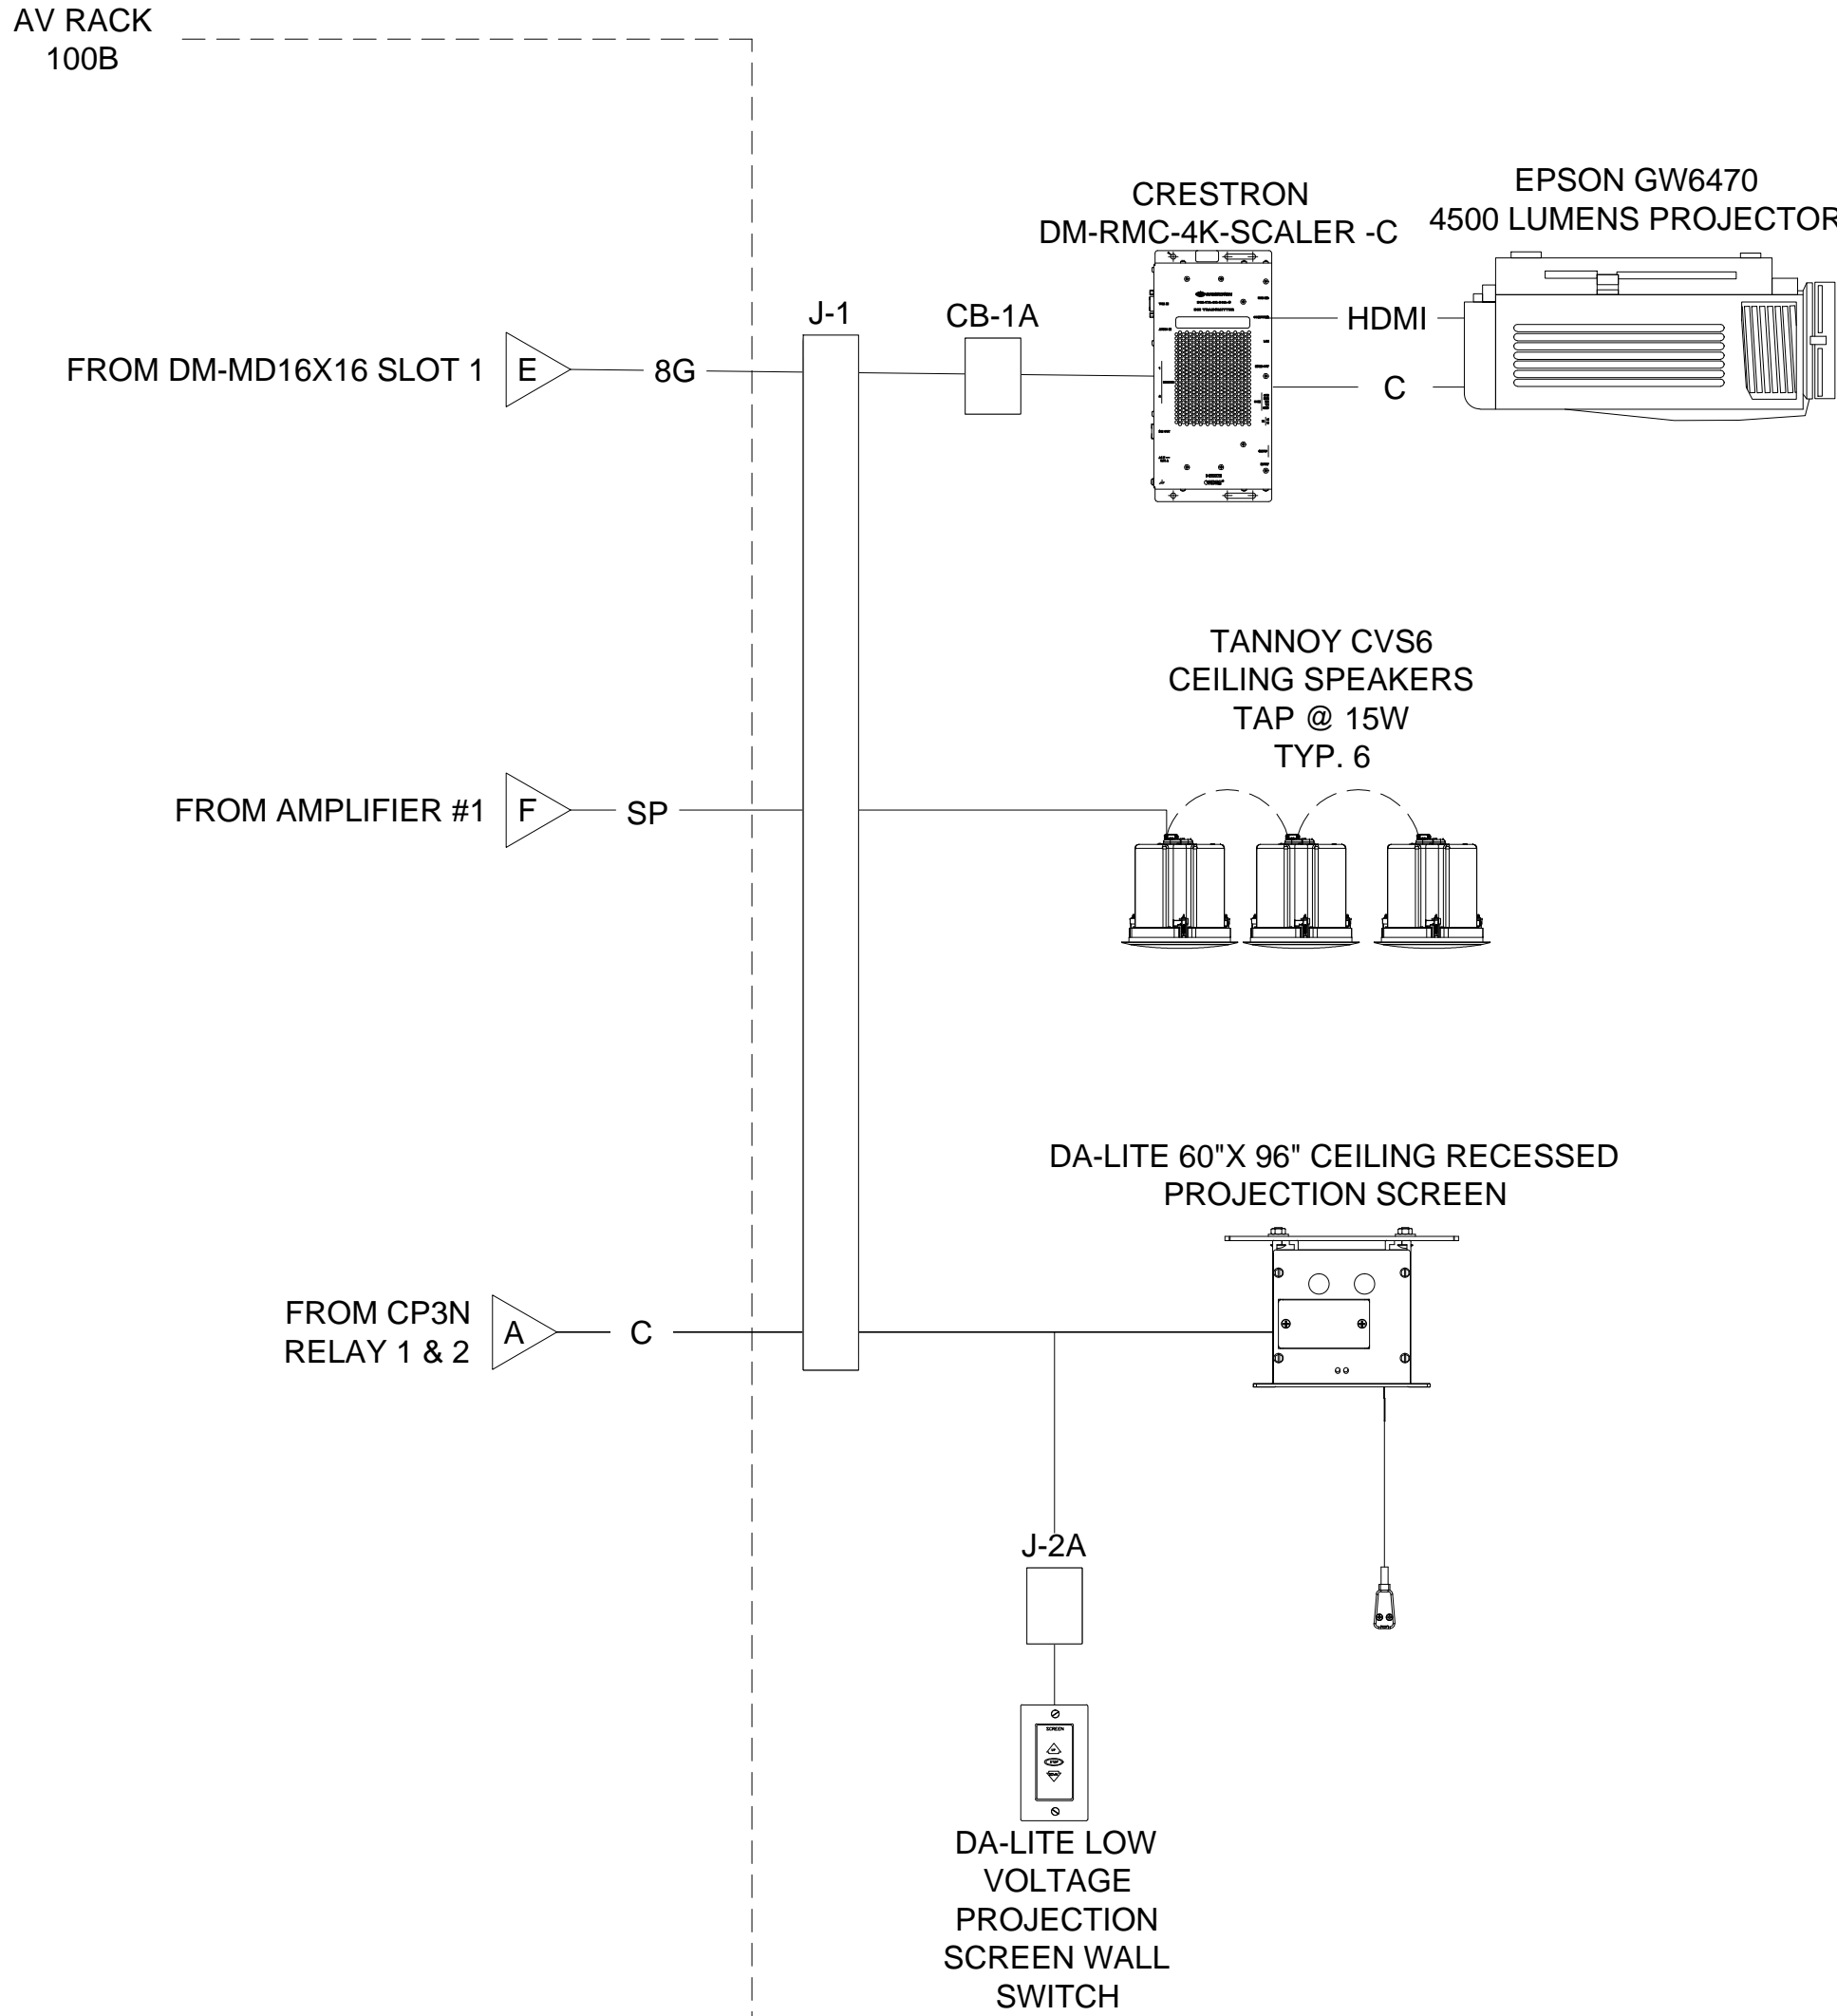 AV RACK
100B
CRESTRON
DM-RMC-4K-SCALER -C
EPSON GW6470
4500 LUMENS PROJECTOR
J-1
CB-1A
HDMI
FROM DM-MD16X16 SLOT 1
E
8G
C
TANNOY CVS6
CEILING SPEAKERS
TAP @ 15W
TYP. 6
FROM AMPLIFIER #1
F
SP
DA-LITE 60"X 96" CEILING RECESSED
PROJECTION SCREEN
FROM CP3N
RELAY 1 & 2
A
C
J-2A
SCREEN
DA-LITE LOW
VOLTAGE
PROJECTION
SCREEN WALL
SWITCH